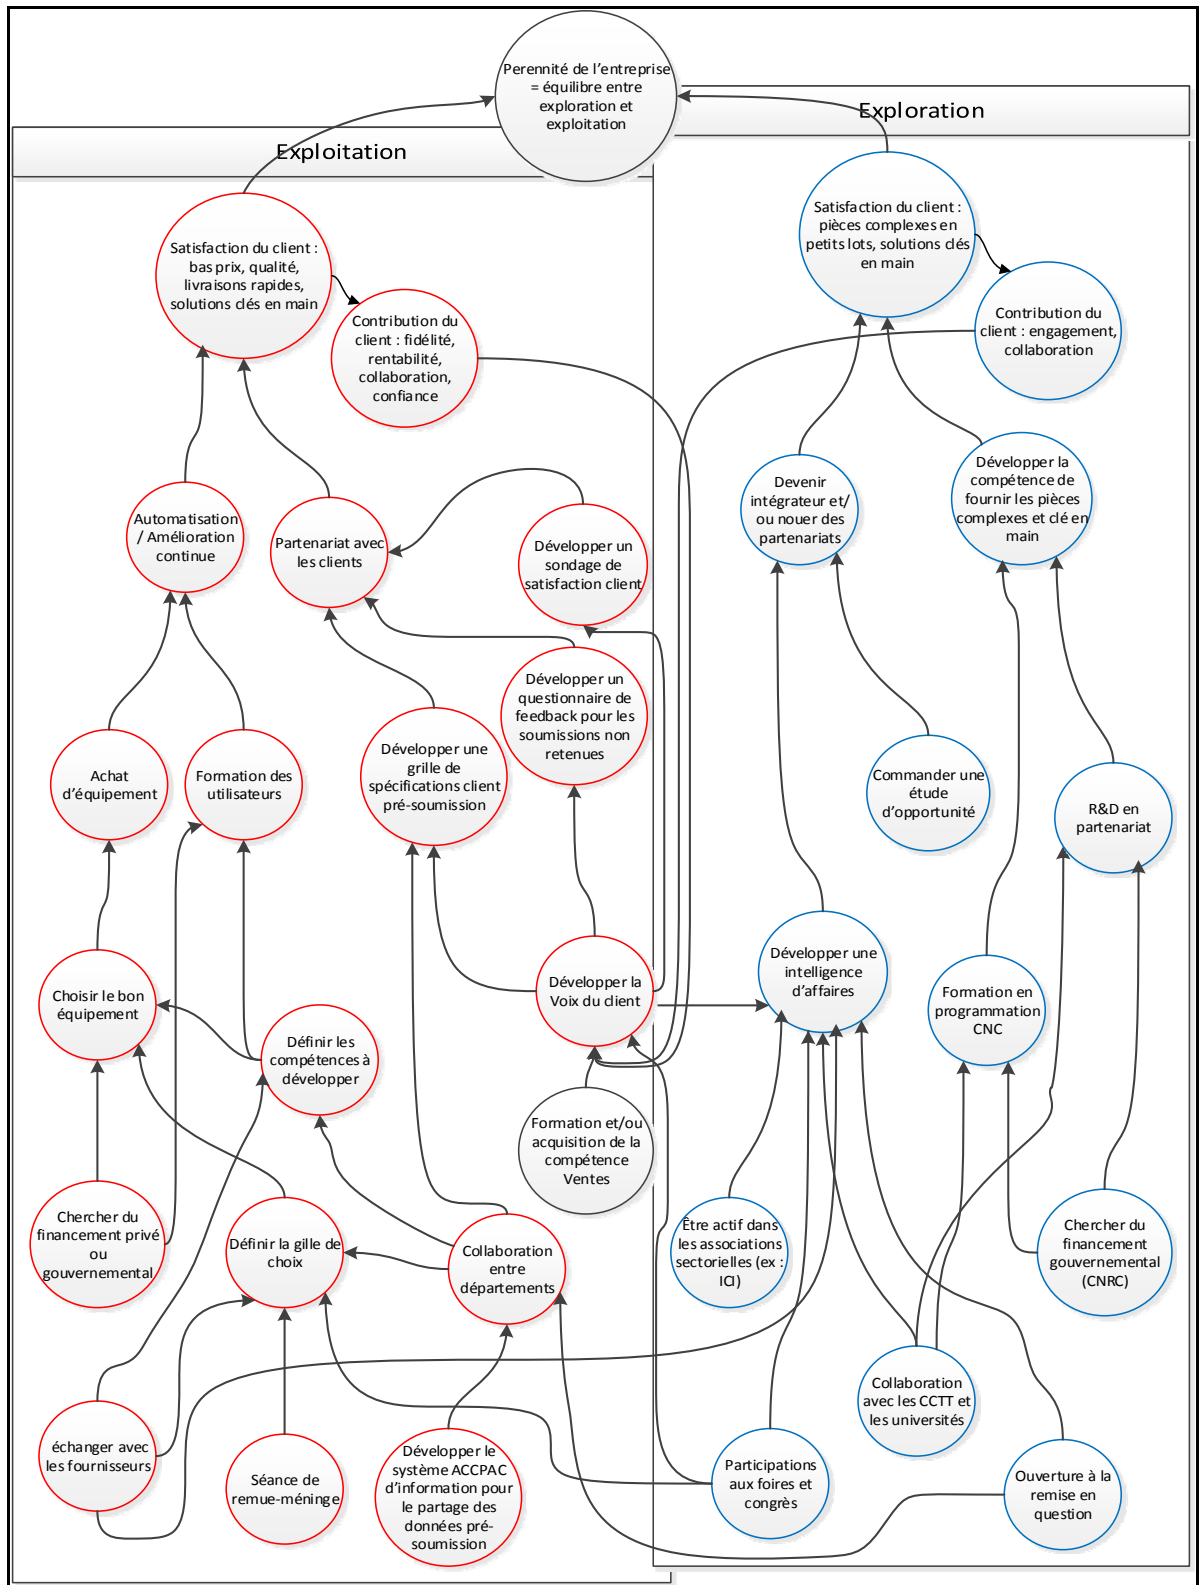 Perennité de l'entreprise
= équilibre entre
exploration et
exploitation
Exploration
Exploitation
Satisfaction du client :
pièces complexes en
petits lots, solutions clés
en main
Satisfaction du client :
bas prix, qualité,
livraisons rapides,
solutions clés en main
Contribution du
client : fidélité,
rentabilité,
collaboration,
confiance
Contribution du
client : engagement,
collaboration
Automatisation
/ Amélioration
continue
Partenariat avec
les clients
Développer un
sondage de
satisfaction client
Devenir
intégrateur et/
ou nouer des
partenariats
Développer la
compétence de
fournir les pièces
complexes et clé en
main
Développer un
questionnaire de
feedback pour les
soumissions non
retenues
Achat
d'équipement
Formation des
utilisateurs
Développer une
grille de
spécifications client
pré-soumission
Commander une
étude
d'opportunité
R&D en
partenariat
Choisir le bon
équipement
Définir les
compétences à
développer
Développer la
Voix du client
Développer une
intelligence
d'affaires
Formation en
programmation
CNC
Formation et/ou
acquisition de la
compétence
Ventes
Chercher du
financement privé
ou
gouvernemental
Définir la gille de
choix
Collaboration
entre
départements
Être actif dans
les associations
sectorielles (ex :
ICI)
Chercher du
financement
gouvernemental
(CNRC)
Collaboration
avec les CCTT et
les universités
échanger avec
les fournisseurs
Séance de
remue-méninge
Développer le
système ACCPAC
d'information pour
le partage des
données pré-
soumission
Participations
aux foires et
congrès
Ouverture à la
remise en
question